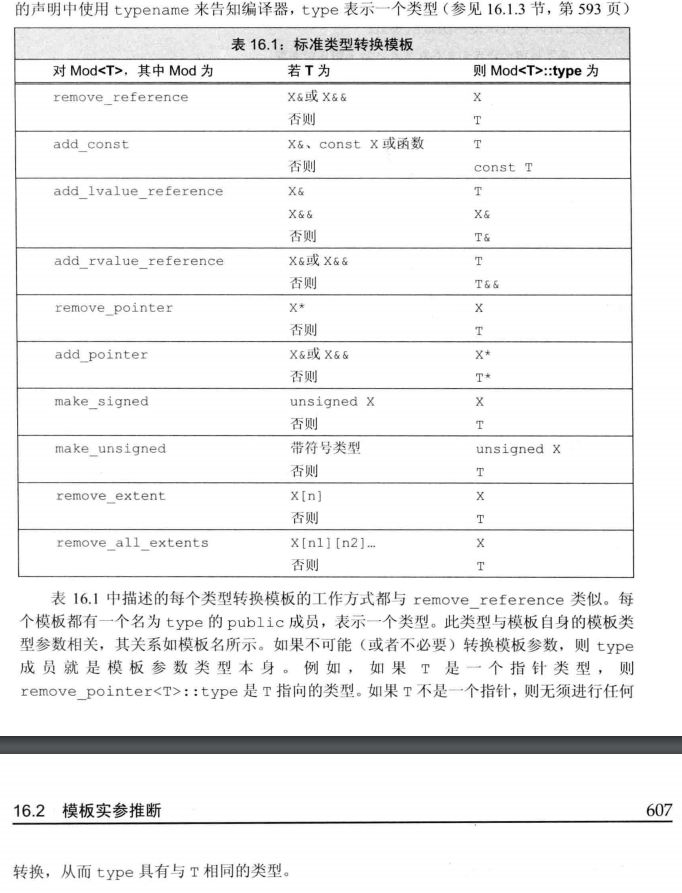 的声明中使用 typename 来告知编译器，type 表示一个类型（参见 16.1.3 节，第 593 页）
表 16.1：标准类型转换模板
对 Mod<T>，其中 Mod 为 若 T 为 则 Mod<T>::type 为
remove_reference X&或 X&& X
否则 T
add_const X&、const X 或函数 T
否则 const T
add_lvalue_reference X& T
X&& X&
否则 T&
add_rvalue_reference X&或 X&& T
否则 T&&
remove_pointer X* X
否则 T
add_pointer X&或 X&& X*
否则 T*
make_signed unsigned X X
否则 T
make_unsigned 带符号类型 unsigned X
否则 T
remove_extent X[n] X
否则 T
remove_all_extents X[n1][n2]… X
否则 T
表 16.1 中描述的每个类型转换模板的工作方式都与 remove_reference 类似。每
个模板都有一个名为 type 的 public 成员，表示一个类型。此类型与模板自身的模板类
型参数相关，其关系如模板名所示。如果不可能（或者不必要）转换模板参数，则 type
成员就是模板参数类型本身。例如，如果 T 是一个指针类型，则
remove_pointer<T>::type 是 T 指向的类型。如果 T 不是一个指针，则无须进行任何
16.2 模板实参推断 607
转换，从而 type 具有与 T 相同的类型。